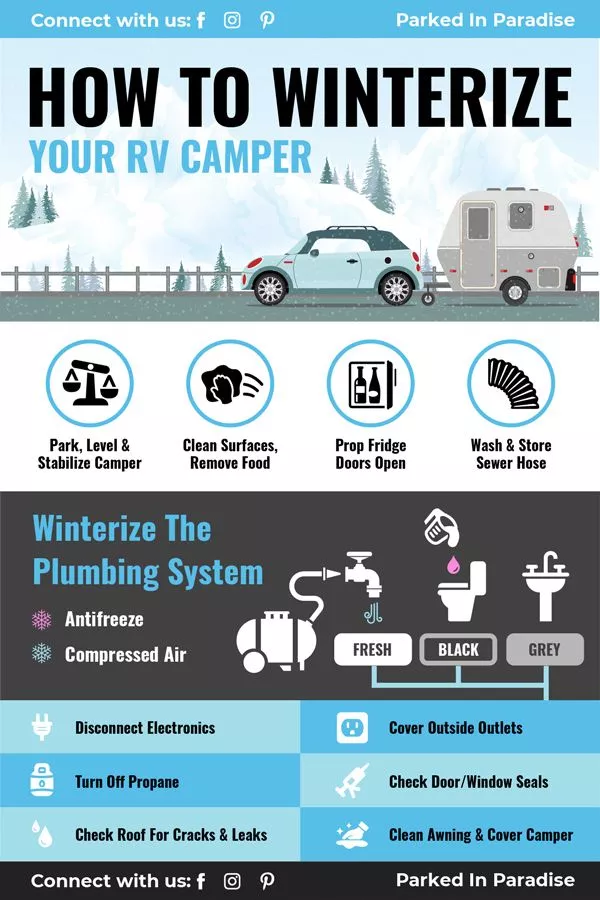 Connect with us:
Parked In Paradise
HOW TO WINTERIZE
YOUR RV CAMPER
Park, Level &
Stabilize Camper
Clean Surfaces,
Remove Food
Prop Fridge
Doors Open
Wash & Store
Sewer Hose
Winterize The
Plumbing System
Antifreeze
Compressed Air
FRESH
BLACK
GREY
Disconnect Electronics
Cover Outside Outlets
Turn Off Propane
Check Door/Window Seals
Check Roof For Cracks & Leaks
Clean Awning & Cover Camper
Connect with us:
Parked In Paradise